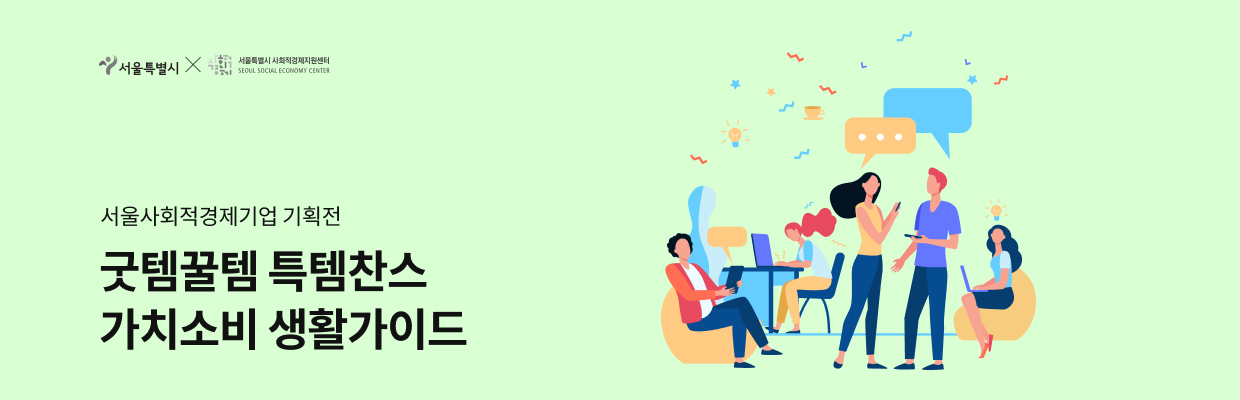 서울특별시
서울특별시 사회적경제지원센터
SEOUL SOCIAL ECONOMY CENTER
서울사회적경제기업 기획전
굿템꿀템 특템찬스
가치소비 생활가이드